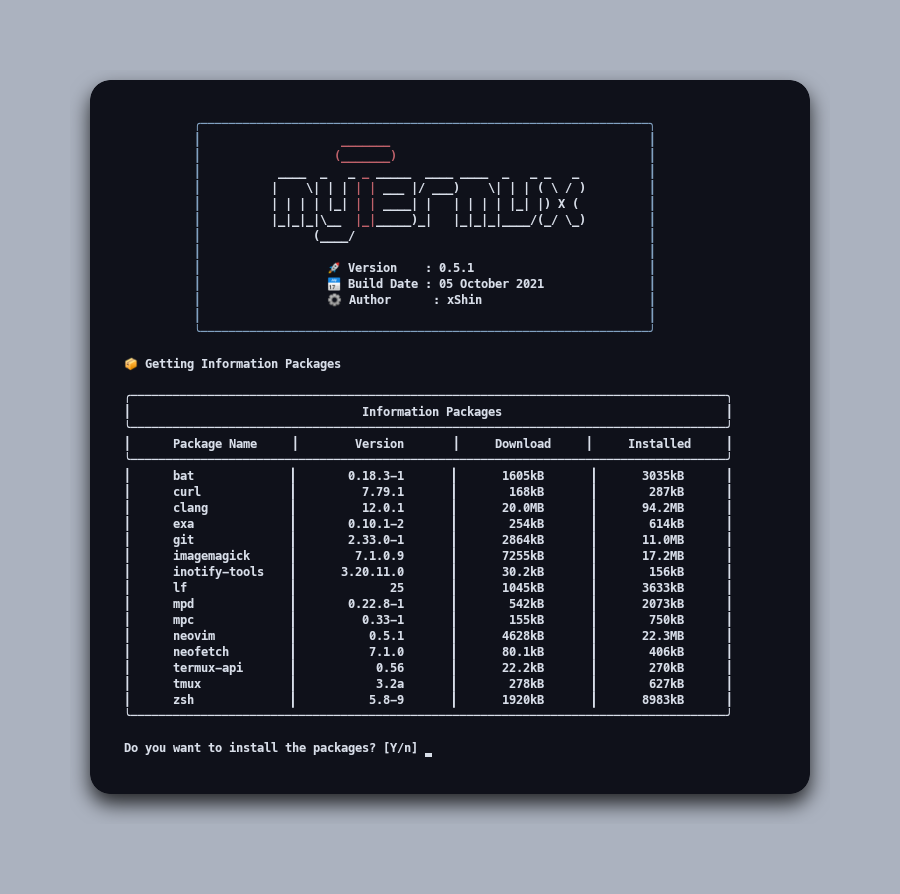 myTermux
Version : 0.5.1
Build Date : 05 October 2021
Author : xShin
Getting Information Packages
Information Packages
Package Name Version Download Installed
bat 0.18.3-1 1605kB 3035kB
curl 7.79.1 168kB 287kB
clang 12.0.1 20.0MB 94.2MB
exa 0.10.1-2 254kB 614kB
git 2.33.0-1 2864kB 11.0MB
imagemagick 7.1.0.9 7255kB 17.2MB
inotify-tools 3.20.11.0 30.2kB 156kB
lf 25 1045kB 3633kB
mpd 0.22.8-1 542kB 2073kB
mpc 0.33-1 155kB 750kB
neovim 0.5.1 4628kB 22.3MB
neofetch 7.1.0 80.1kB 406kB
termux-api 0.56 22.2kB 270kB
tmux 3.2a 278kB 627kB
zsh 5.8-9 1920kB 8983kB
Do you want to install the packages? [Y/n]